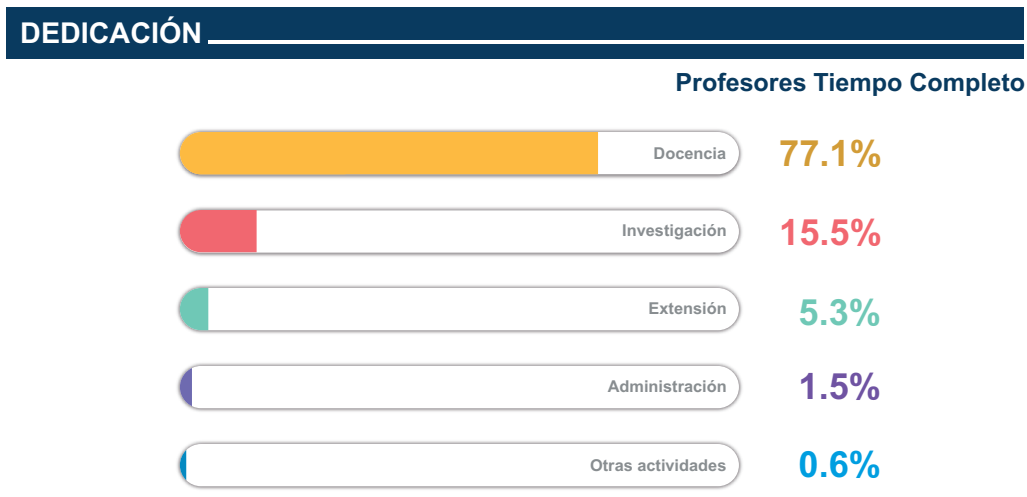 DEDICACIÓN
Profesores Tiempo Completo
Docencia 77.1%
Investigación 15.5%
Extensión 5.3%
Administración 1.5%
Otras actividades 0.6%